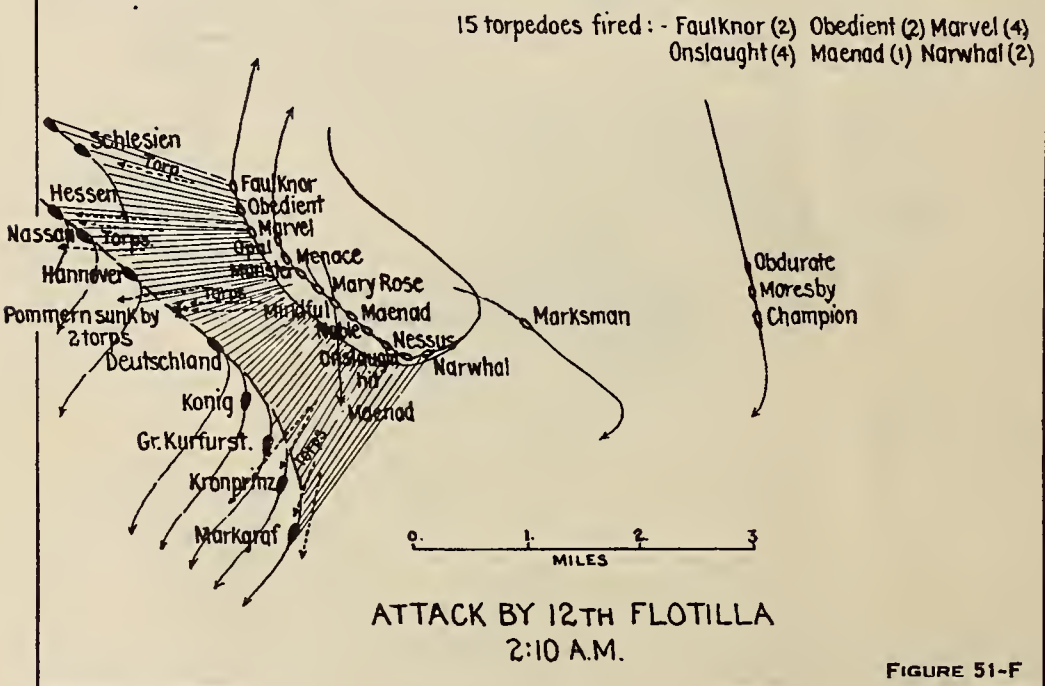 15 torpedoes fired:- Faulknor (2) Obedient (2) Marvel (4)
Onslaught (4) Maenad (1) Narwhal (2)
Schlesien
Torp.
Hessen
Faulknor
Obedient
Nassau
Torps.
Marvel
Opal
Menace
Hannover
Munster
Mary Rose
Torps.
Pommern sunk by
2 torps
Mindful
Maenad
Noble
Nessus
Onslaught
hit
Narwhal
Deutschland
Maenad
Konig
Gr. Kurfurst.
Torps
Kronprinz
Markgraf
Marksman
Obdurate
Moresby
Champion
0. 1. 2. 3
MILES
ATTACK BY 12TH FLOTILLA
2:10 A.M.
FIGURE 51-F